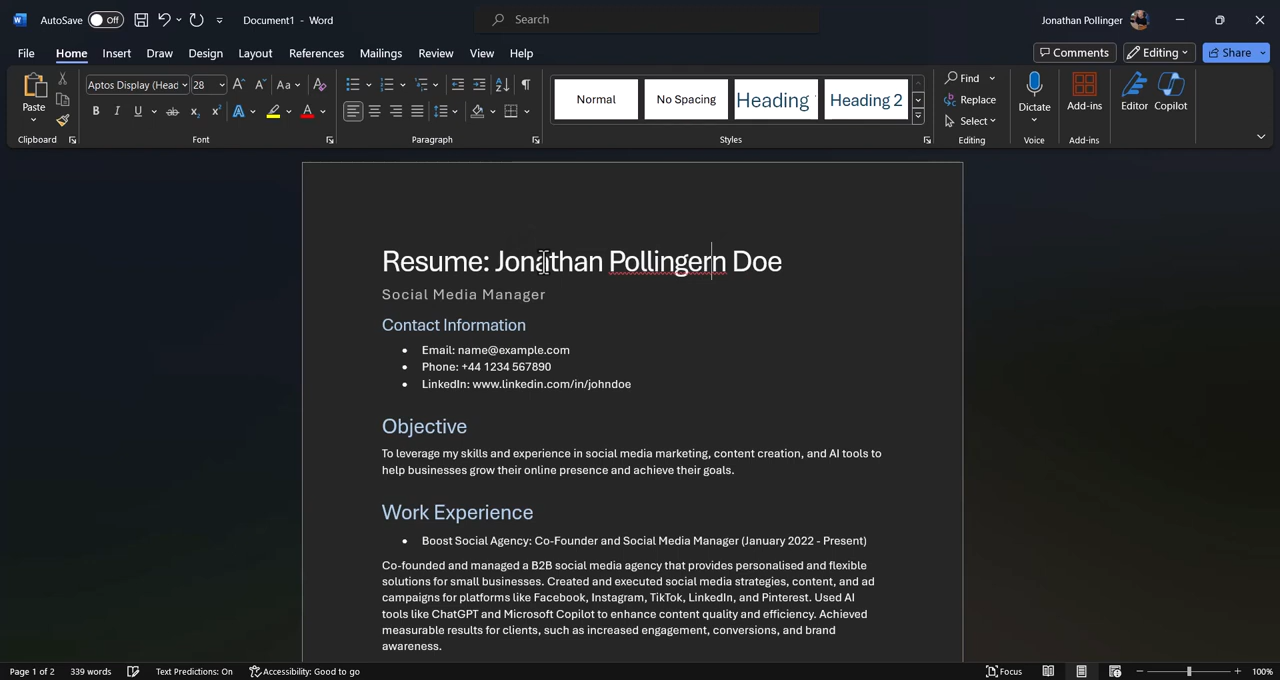 AutoSave Off Document1 - Word Search Jonathan Pollinger
File Home Insert Draw Design Layout References Mailings Review View Help Comments Editing Share
Paste Aptos Display (Head 28 Aa Normal No Spacing Heading Heading 2 Find Replace Select Dictate Add-ins Editor Copilot
Clipboard Font Paragraph Styles Editing Voice Add-ins
Resume: Jonathan Pollingern Doe
Social Media Manager
Contact Information
• Email: name@example.com
• Phone: +44 1234 567890
• LinkedIn: www.linkedin.com/in/johndoe
Objective
To leverage my skills and experience in social media marketing, content creation, and AI tools to
help businesses grow their online presence and achieve their goals.
Work Experience
• Boost Social Agency: Co-Founder and Social Media Manager (January 2022 - Present)
Co-founded and managed a B2B social media agency that provides personalised and flexible
solutions for small businesses. Created and executed social media strategies, content, and ad
campaigns for platforms like Facebook, Instagram, TikTok, LinkedIn, and Pinterest. Used AI
tools like ChatGPT and Microsoft Copilot to enhance content quality and efficiency. Achieved
measurable results for clients, such as increased engagement, conversions, and brand
awareness.
Page 1 of 2 339 words Text Predictions: On Accessibility: Good to go Focus 100%